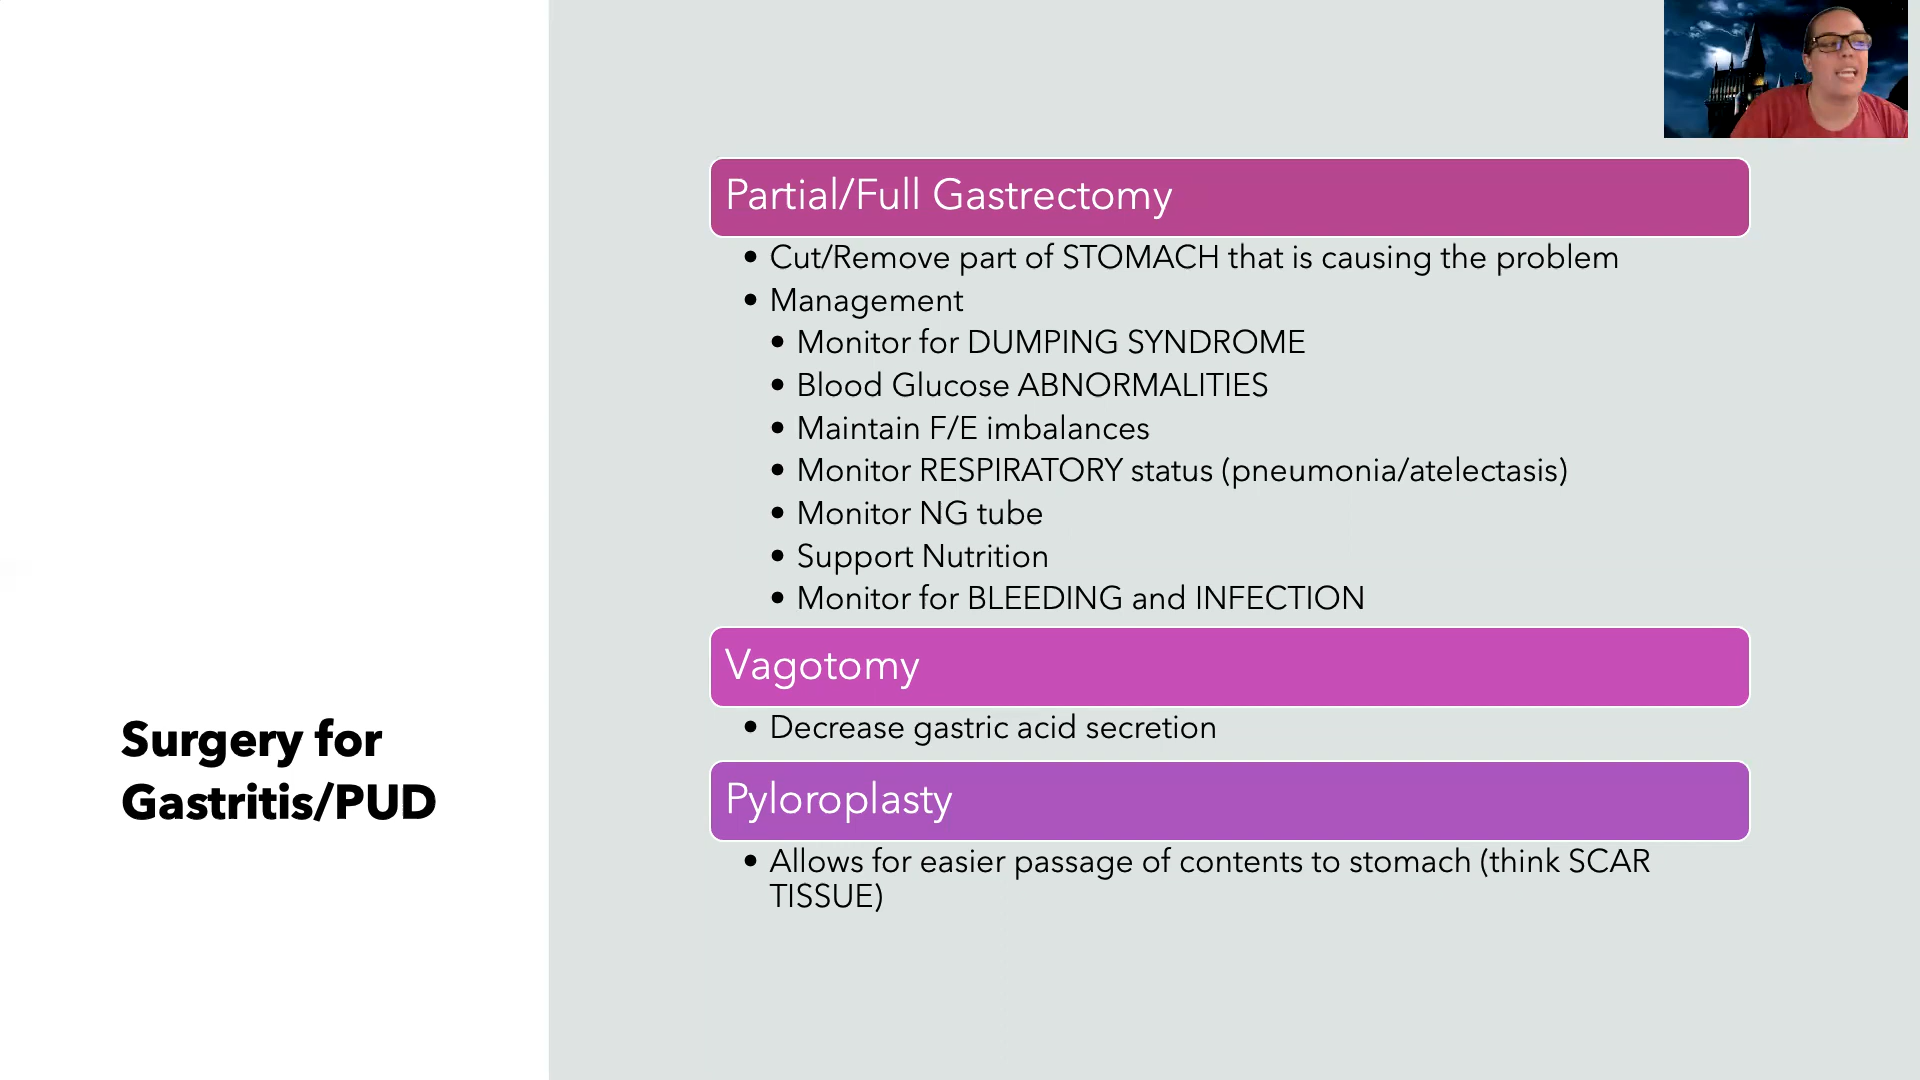 Surgery for
Gastritis/PUD
Partial/Full Gastrectomy
• Cut/Remove part of STOMACH that is causing the problem
• Management
• Monitor for DUMPING SYNDROME
• Blood Glucose ABNORMALITIES
• Maintain F/E imbalances
• Monitor RESPIRATORY status (pneumonia/atelectasis)
• Monitor NG tube
• Support Nutrition
• Monitor for BLEEDING and INFECTION
Vagotomy
• Decrease gastric acid secretion
Pyloroplasty
• Allows for easier passage of contents to stomach (think SCAR
TISSUE)